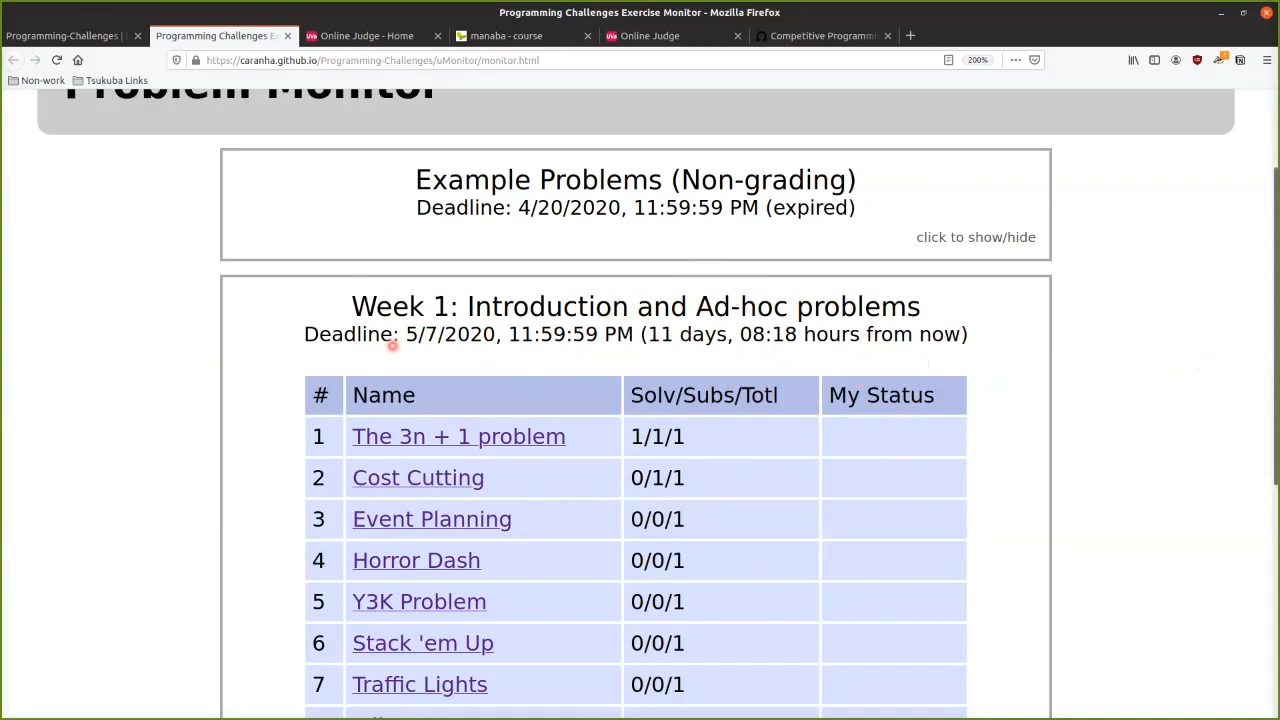 Programming Challenges Exercise Monitor - Mozilla Firefox
Programming-Challenges |
Programming Challenges Ex
Online Judge - Home
manaba - course
Online Judge
Competitive Programmi
https://caranha.github.io/Programming-Challenges/uMonitor/monitor.html
200%
Non-work
Tsukuba Links
Problem Monitor
Example Problems (Non-grading)
Deadline: 4/20/2020, 11:59:59 PM (expired)
click to show/hide
Week 1: Introduction and Ad-hoc problems
Deadline: 5/7/2020, 11:59:59 PM (11 days, 08:18 hours from now)
# Name Solv/Subs/Totl My Status
1 The 3n + 1 problem 1/1/1
2 Cost Cutting 0/1/1
3 Event Planning 0/0/1
4 Horror Dash 0/0/1
5 Y3K Problem 0/0/1
6 Stack 'em Up 0/0/1
7 Traffic Lights 0/0/1